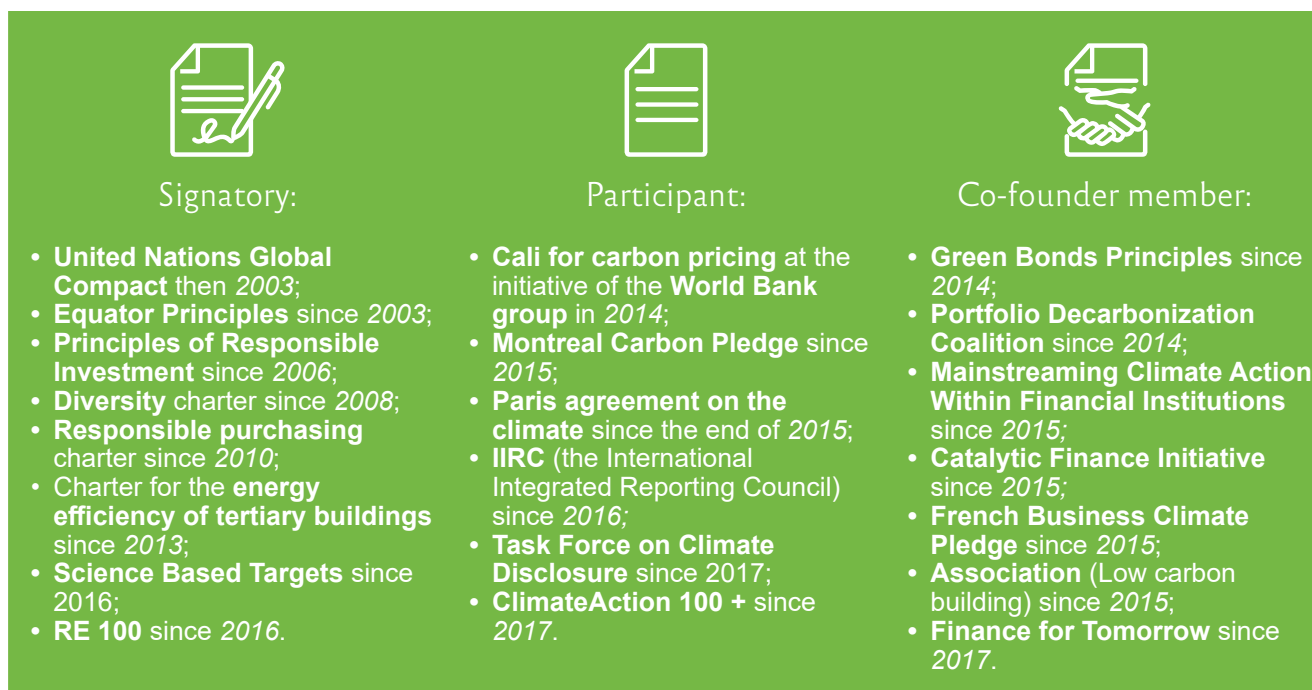 Signatory:
• United Nations Global
Compact then 2003;
• Equator Principles since 2003;
• Principles of Responsible
Investment since 2006;
• Diversity charter since 2008;
• Responsible purchasing
charter since 2010;
• Charter for the energy
efficiency of tertiary buildings
since 2013;
• Science Based Targets since
2016;
• RE 100 since 2016.
Participant:
• Cali for carbon pricing at the
initiative of the World Bank
group in 2014;
• Montreal Carbon Pledge since
2015;
• Paris agreement on the
climate since the end of 2015;
• IIRC (the International
Integrated Reporting Council)
since 2016;
• Task Force on Climate
Disclosure since 2017;
• ClimateAction 100 + since
2017.
Co-founder member:
• Green Bonds Principles since
2014;
• Portfolio Decarbonization
Coalition since 2014;
• Mainstreaming Climate Action
Within Financial Institutions
since 2015;
• Catalytic Finance Initiative
since 2015;
• French Business Climate
Pledge since 2015;
• Association (Low carbon
building) since 2015;
• Finance for Tomorrow since
2017.